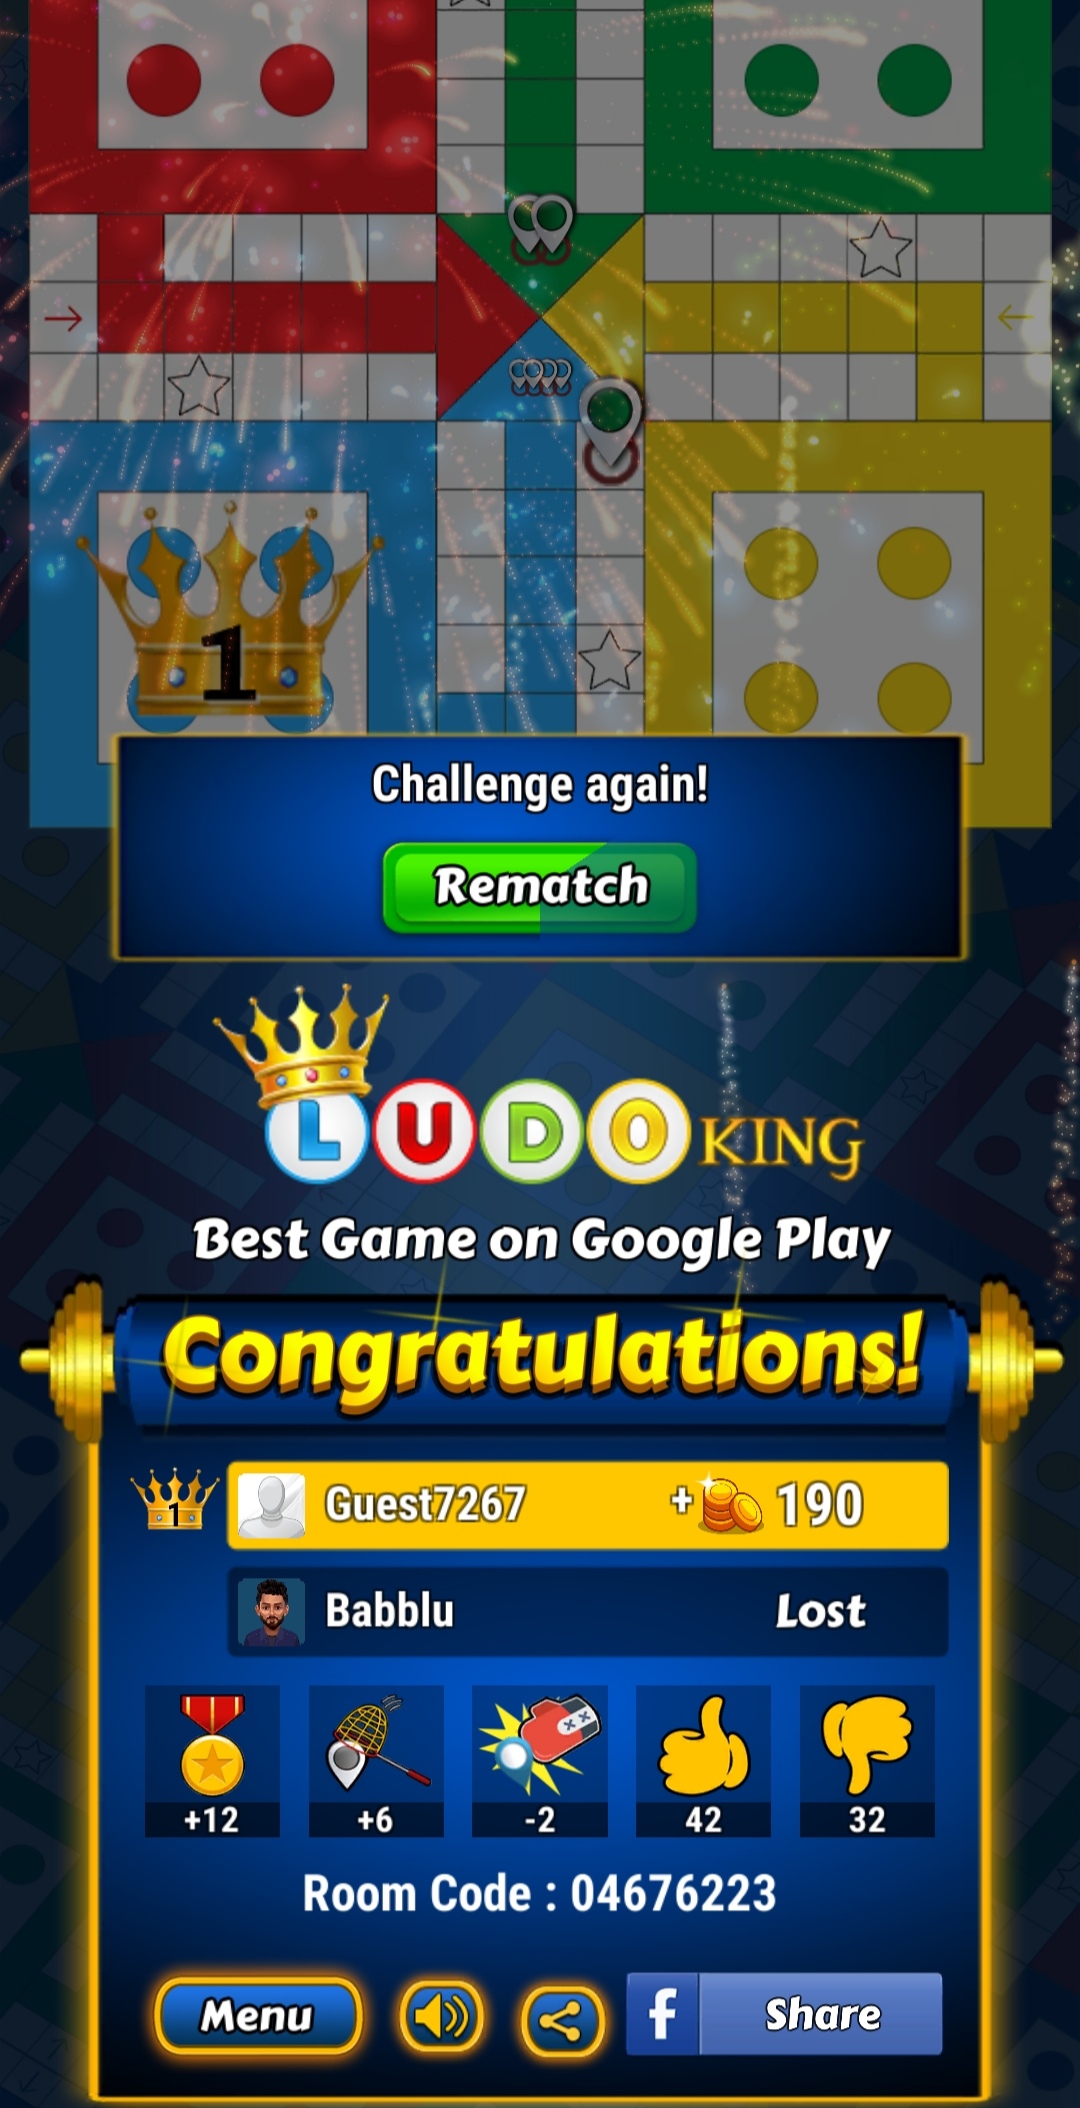 1
Challenge again!
Rematch
LUDO KING
Best Game on Google Play
Congratulations!
1 Guest7267 + 190
Babblu Lost
+12 +6 -2 42 32
Room Code : 04676223
Menu f Share